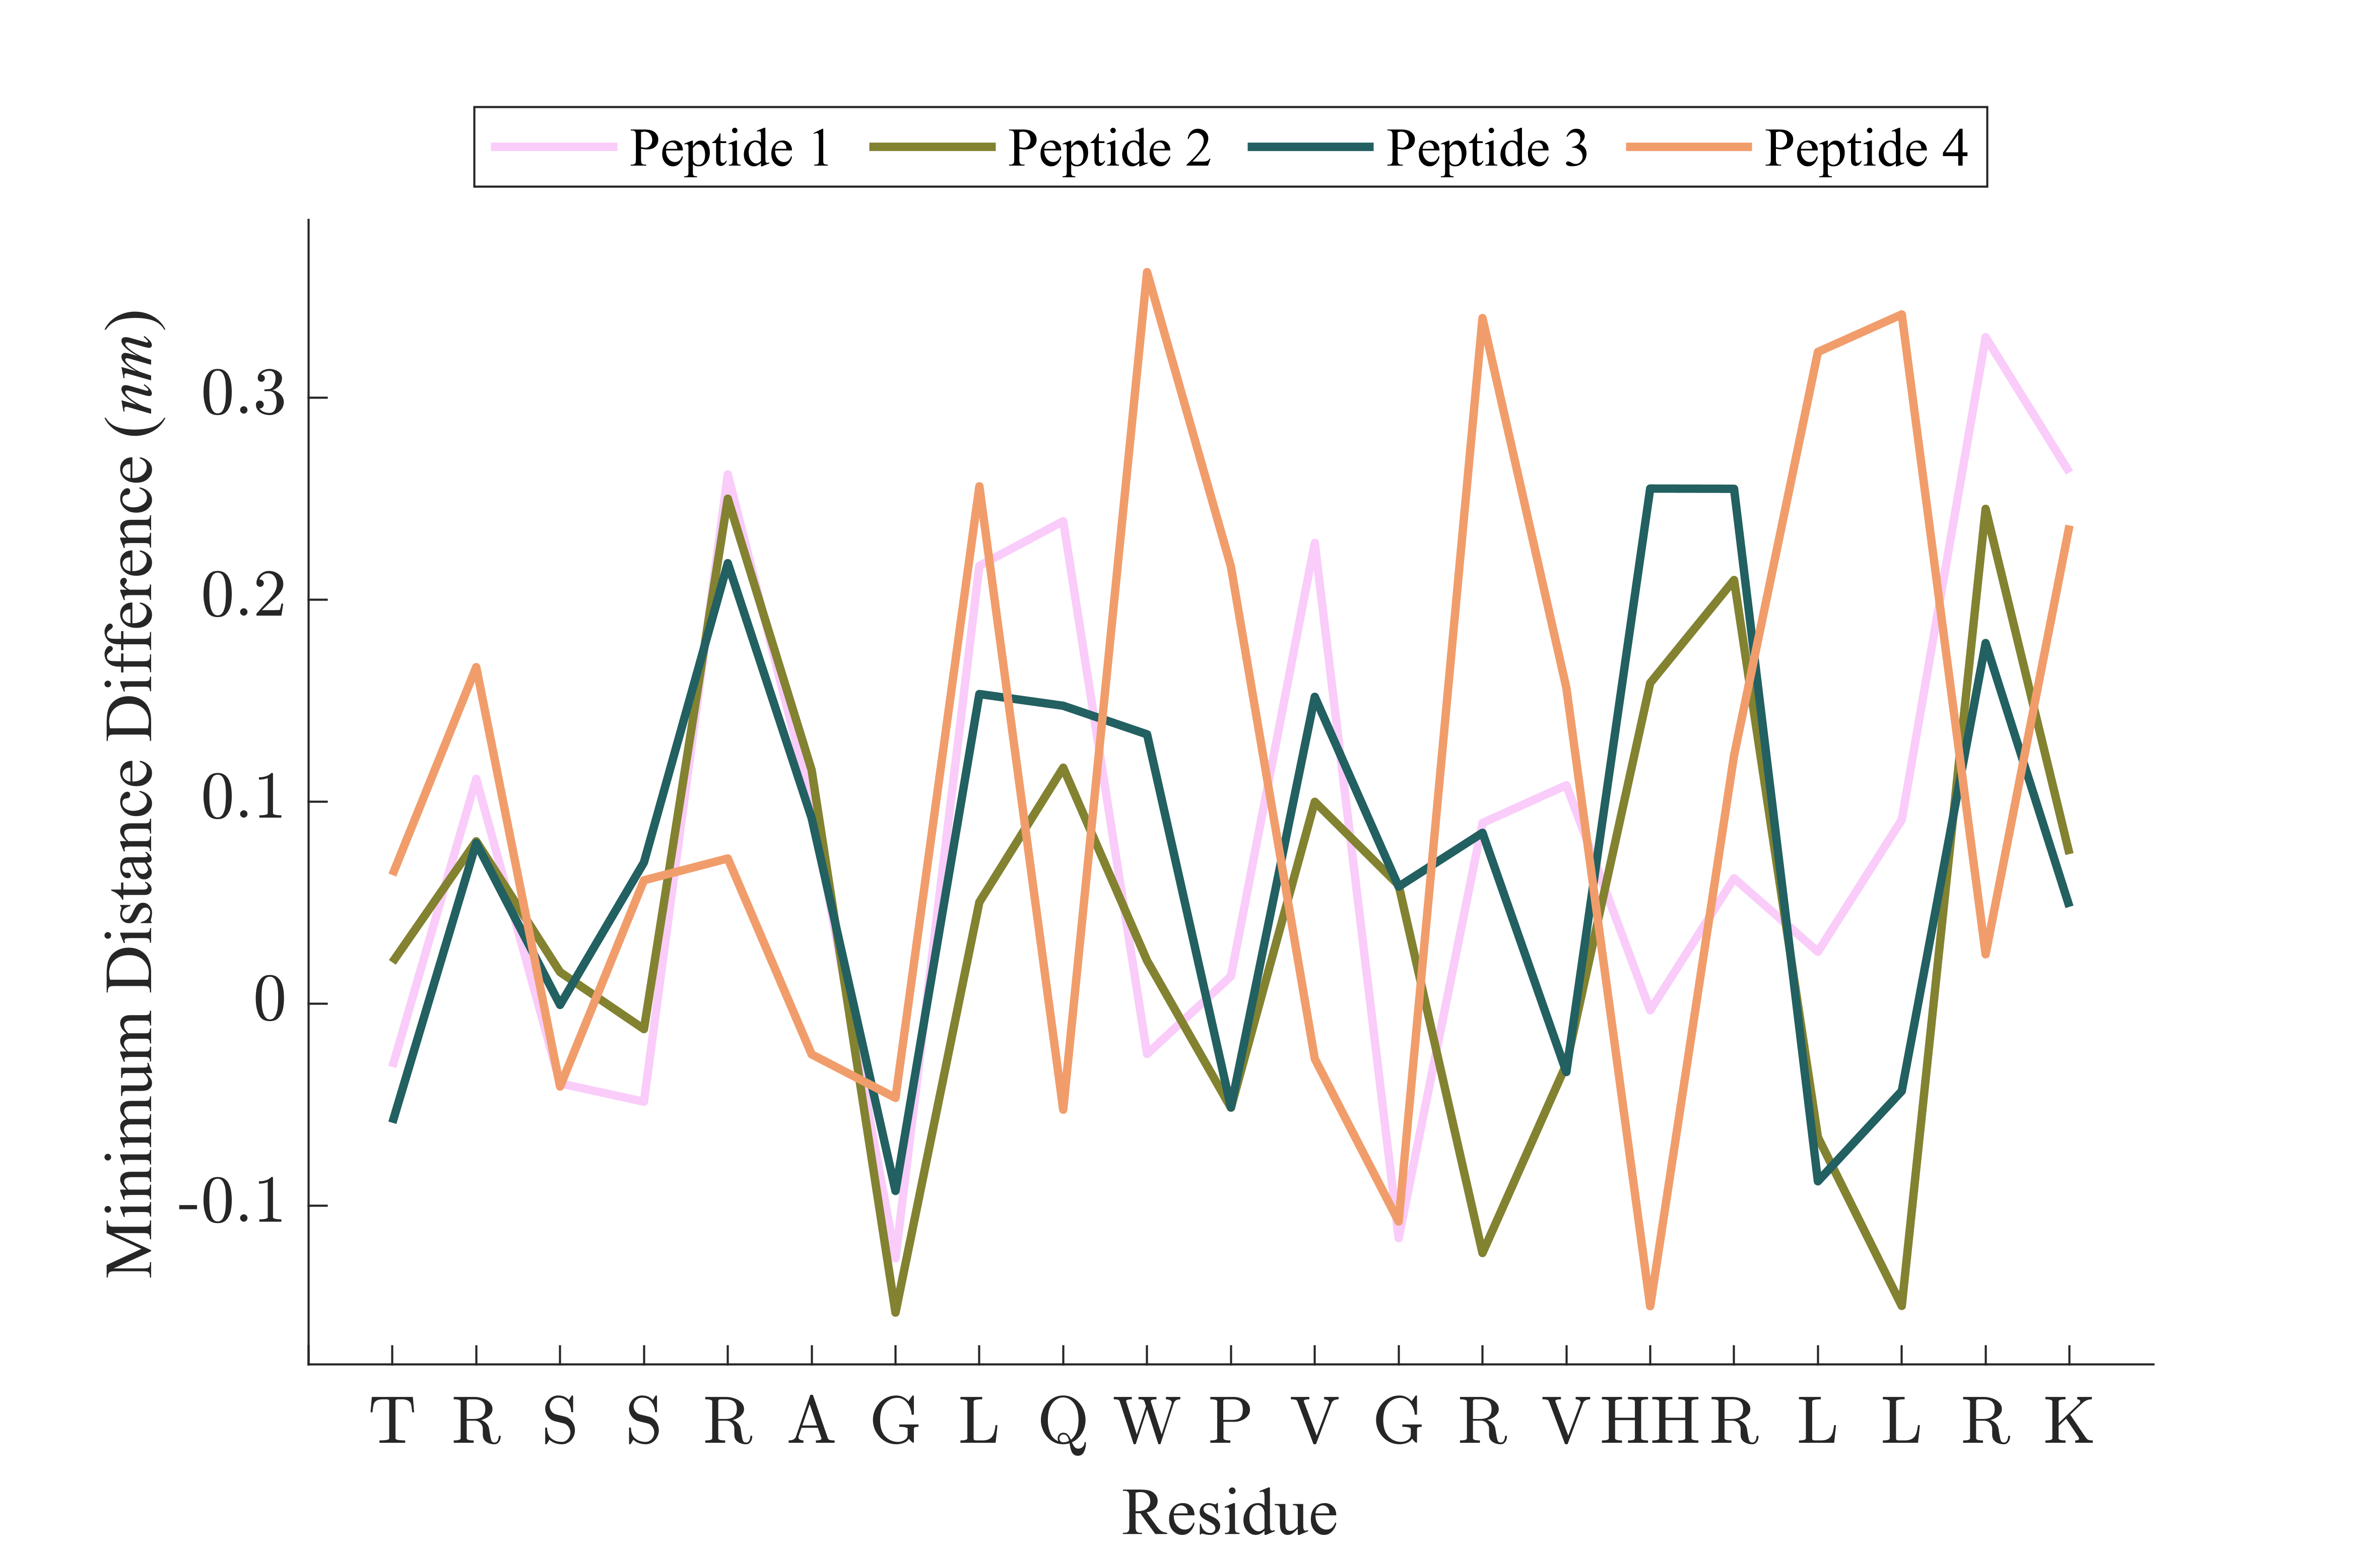 Peptide 1 Peptide 2 Peptide 3 Peptide 4
Minimum Distance Difference (nm)
0.3
0.2
0.1
0
-0.1
T R S S R A G L Q W P V G R V HHH R L L R K
Residue